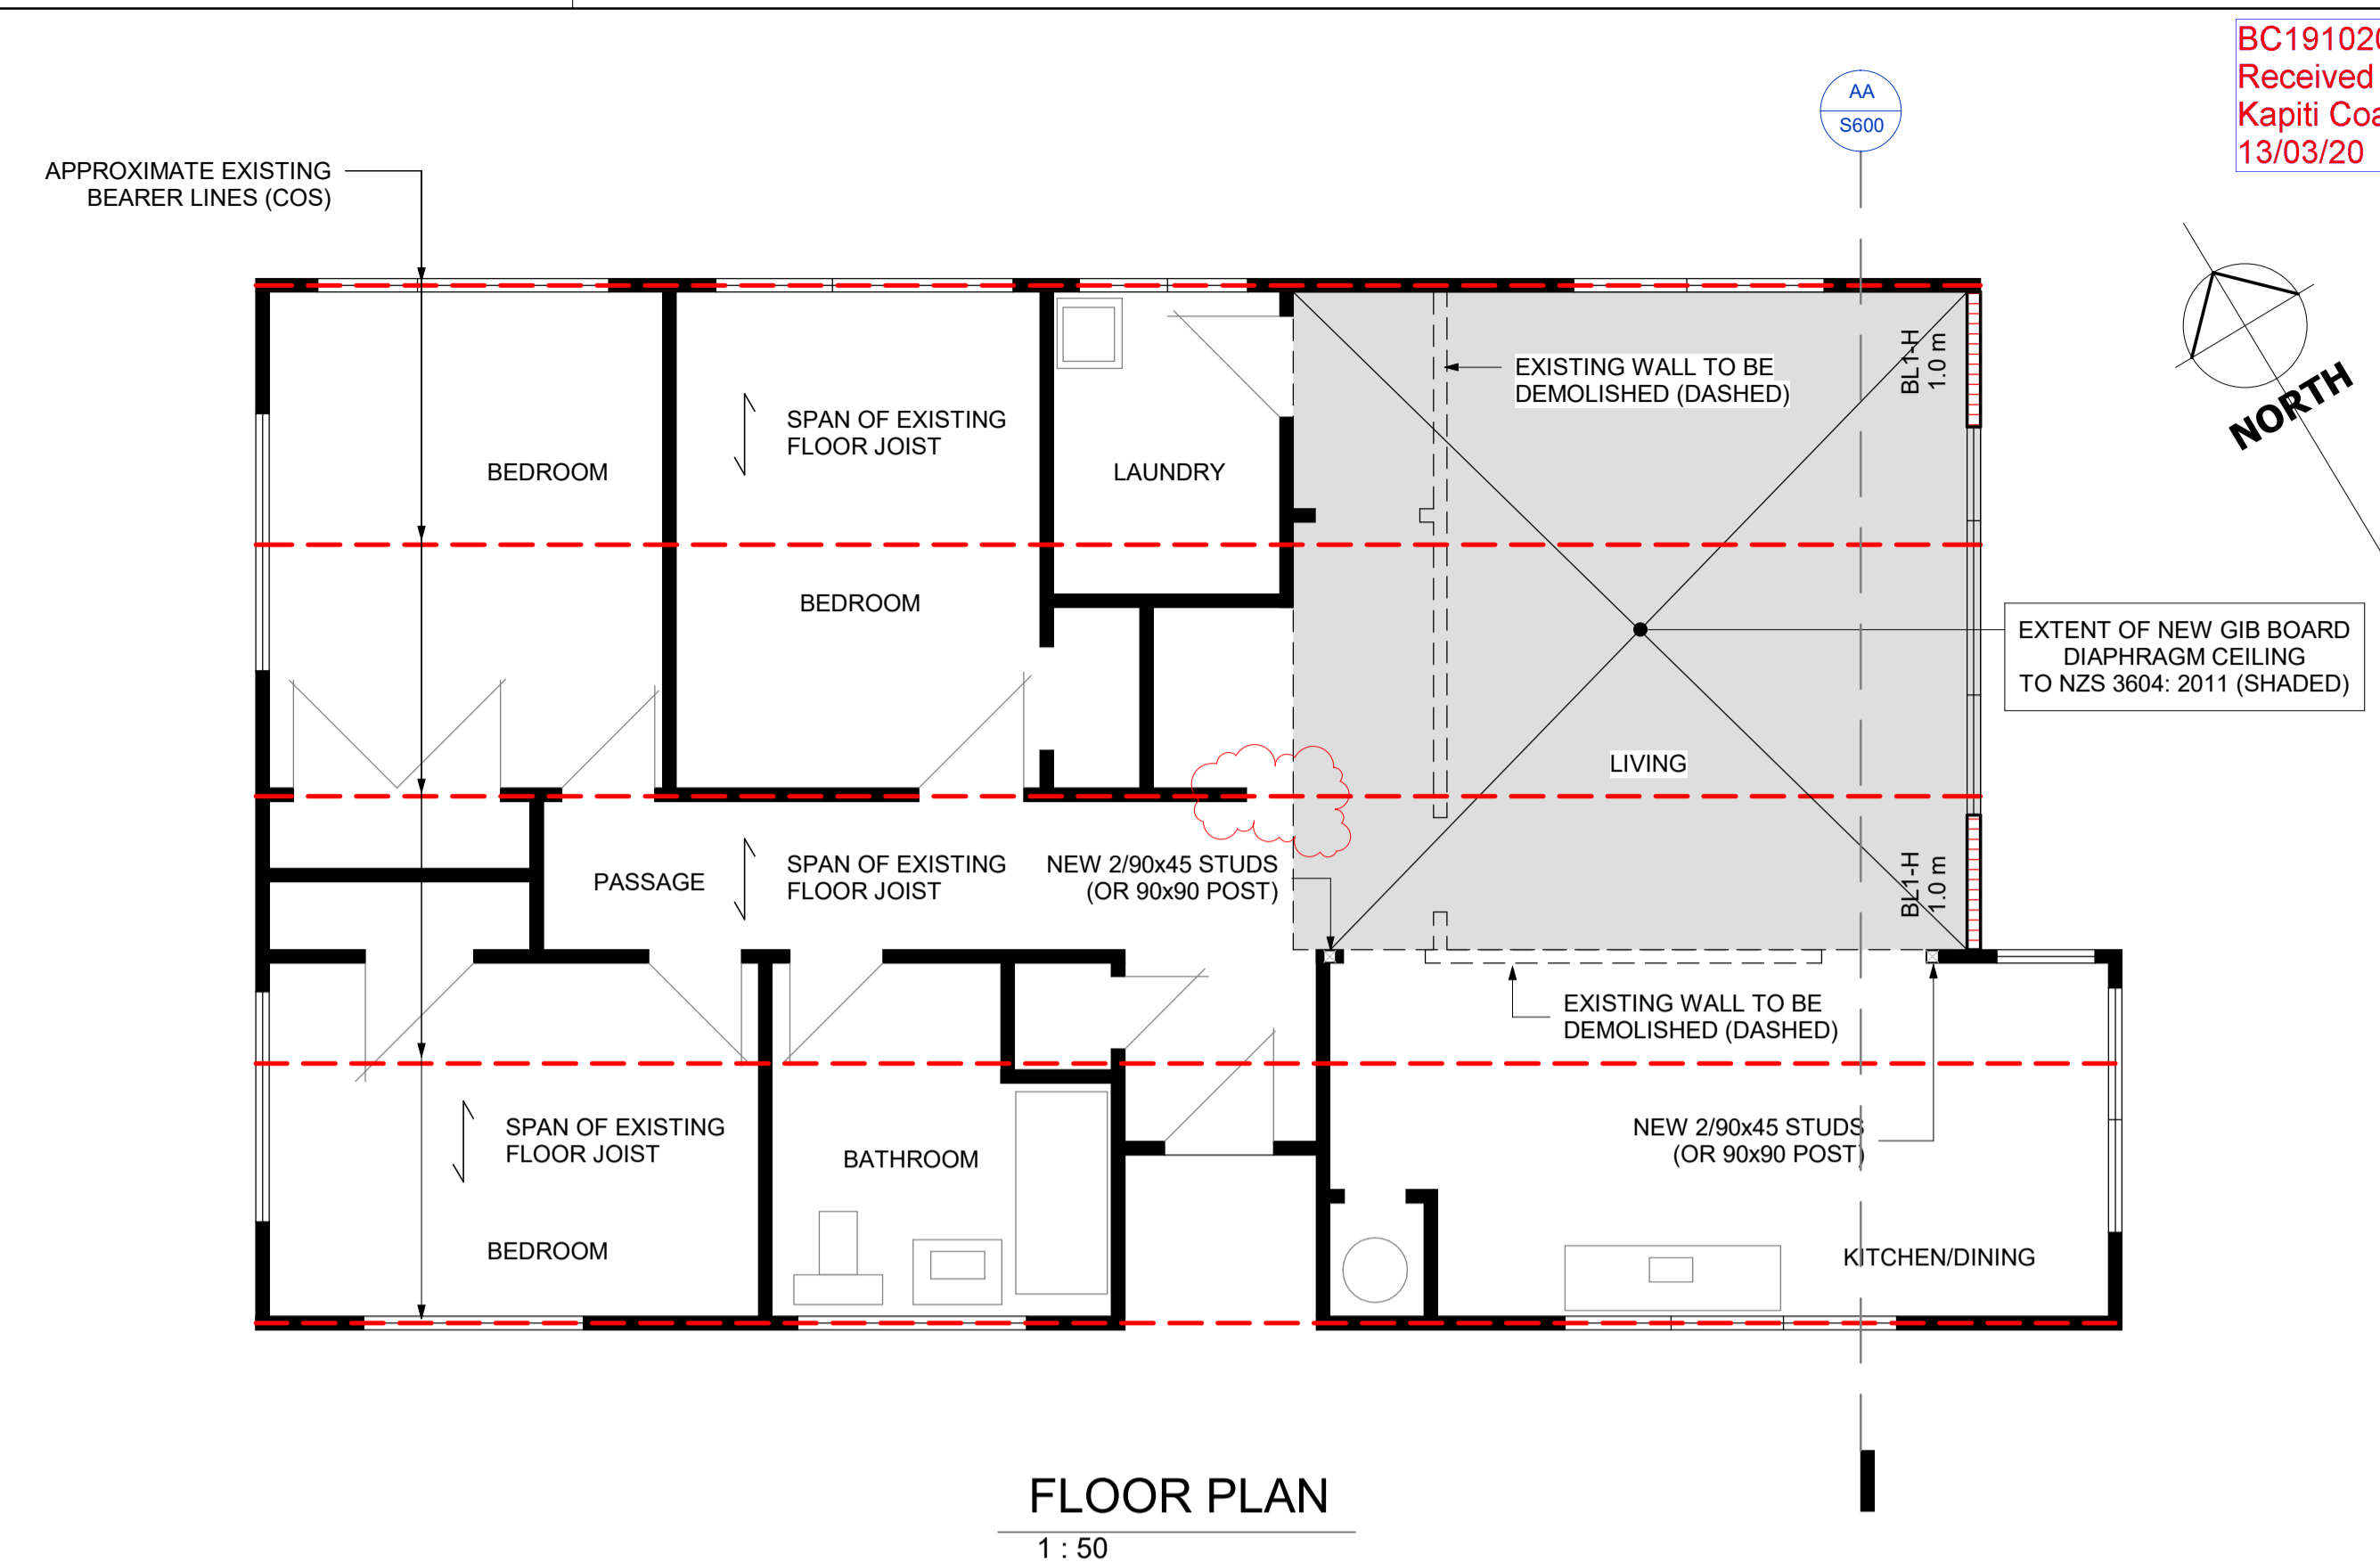 BC19102
Received
Kapiti Coa
13/03/20
AA
S600
APPROXIMATE EXISTING
BEARER LINES (COS)
NORTH
BL1-H
1.0 m
EXISTING WALL TO BE
DEMOLISHED (DASHED)
SPAN OF EXISTING
FLOOR JOIST
BEDROOM
LAUNDRY
BEDROOM
EXTENT OF NEW GIB BOARD
DIAPHRAGM CEILING
TO NZS 3604: 2011 (SHADED)
LIVING
SPAN OF EXISTING
FLOOR JOIST
PASSAGE
NEW 2/90x45 STUDS
(OR 90x90 POST)
BL1-H
1.0 m
EXISTING WALL TO BE
DEMOLISHED (DASHED)
SPAN OF EXISTING
FLOOR JOIST
NEW 2/90x45 STUDS
(OR 90x90 POST)
BATHROOM
BEDROOM
KITCHEN/DINING
FLOOR PLAN
1 : 50